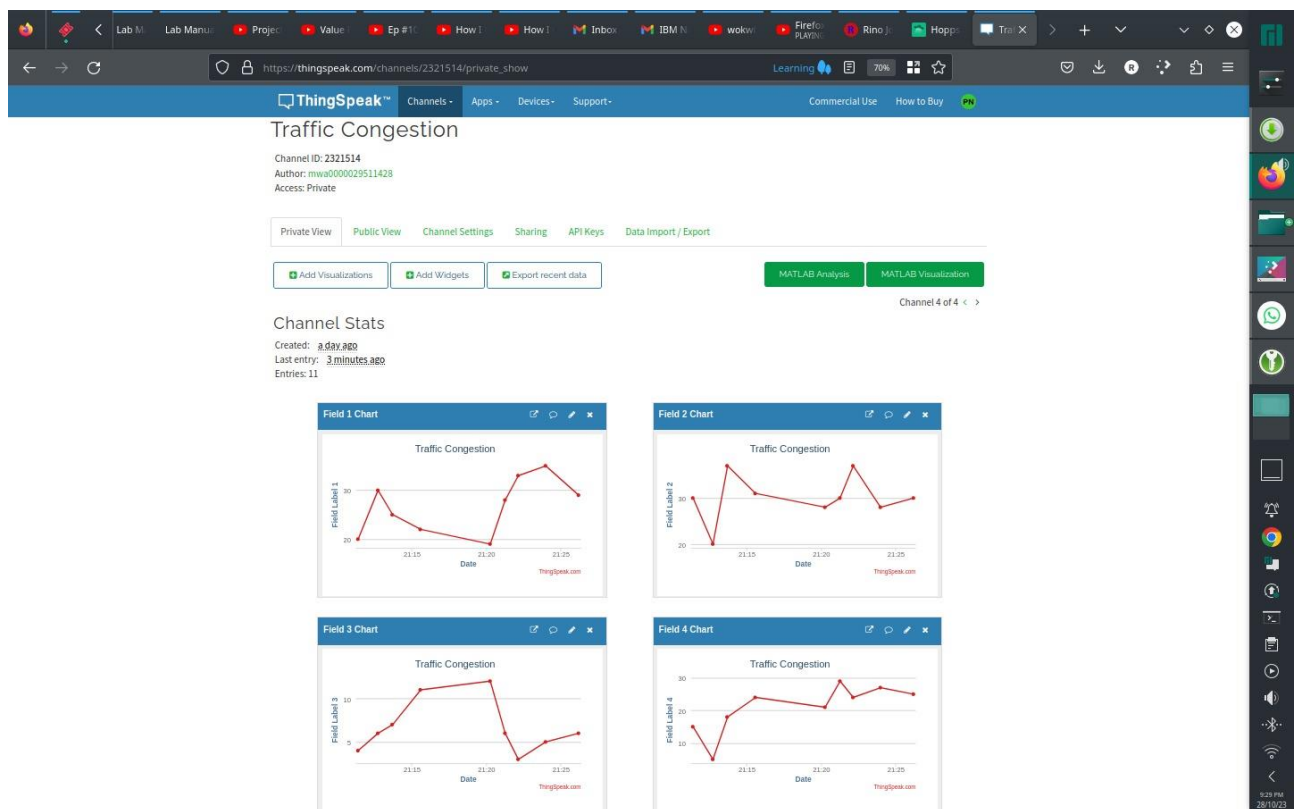 Lab M
Lab Manua
Projec
Value
Ep #10
How I
How I
Inbox
IBM N
wokwi
Firefox
PLAYING
Rino Jo
Hopps
Tra
https://thingspeak.com/channels/2321514/private_show
Learning
70%
R
ThingSpeak™
Channels
Apps
Devices
Support
Commercial Use
How to Buy
PN
Traffic Congestion
Channel ID: 2321514
Author: mwa0000029511428
Access: Private
Private View
Public View
Channel Settings
Sharing
API Keys
Data Import / Export
Add Visualizations
Add Widgets
Export recent data
MATLAB Analysis
MATLAB Visualization
Channel 4 of 4 < >
Channel Stats
Created: a day ago
Last entry: 3 minutes ago
Entries: 11
Field 1 Chart
Traffic Congestion
Field Label 1
30
20
21:15
21:20
21:25
Date
ThingSpeak.com
Field 2 Chart
Traffic Congestion
Field Label 2
30
20
21:15
21:20
21:25
Date
ThingSpeak.com
Field 3 Chart
Traffic Congestion
Field Label 3
10
5
21:15
21:20
21:25
Date
ThingSpeak.com
Field 4 Chart
Traffic Congestion
Field Label 4
30
20
10
21:15
21:20
21:25
Date
ThingSpeak.com
9:29 PM
28/10/23